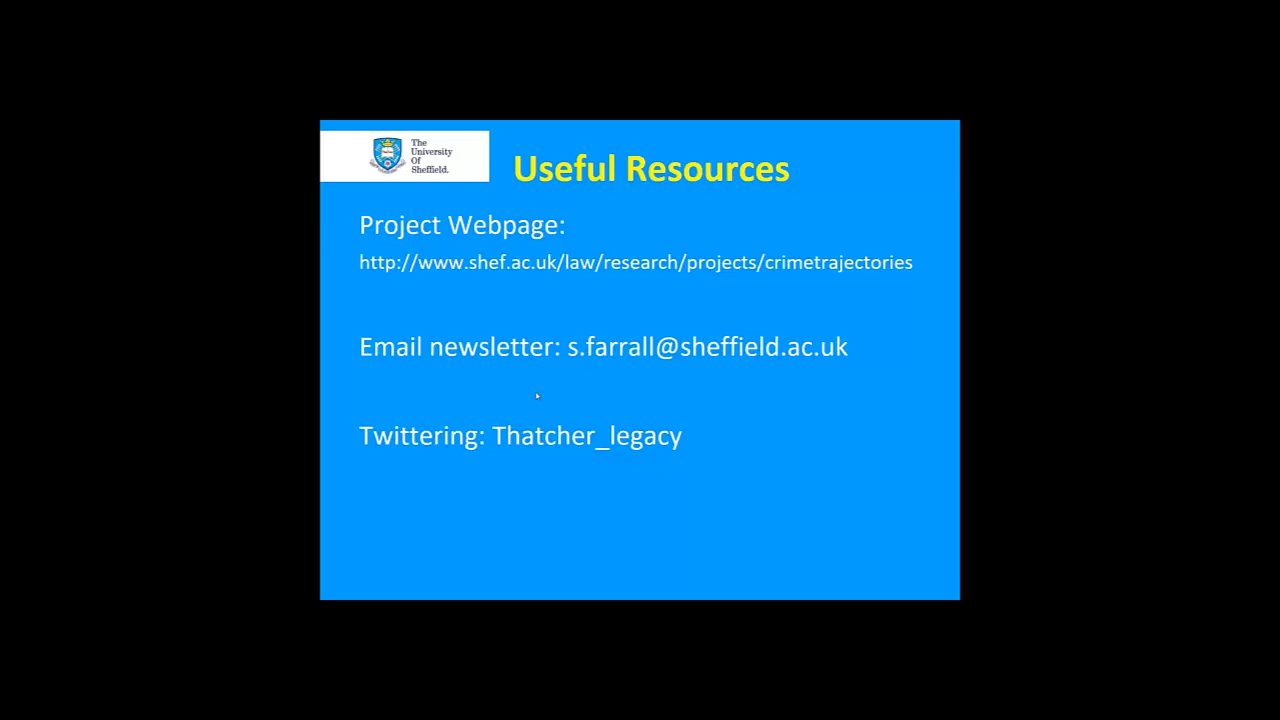 The
University
Of
Sheffield.
Useful Resources
Project Webpage:
http://www.shef.ac.uk/law/research/projects/crimetrajectories
Email newsletter: s.farrall@sheffield.ac.uk
Twittering: Thatcher_legacy